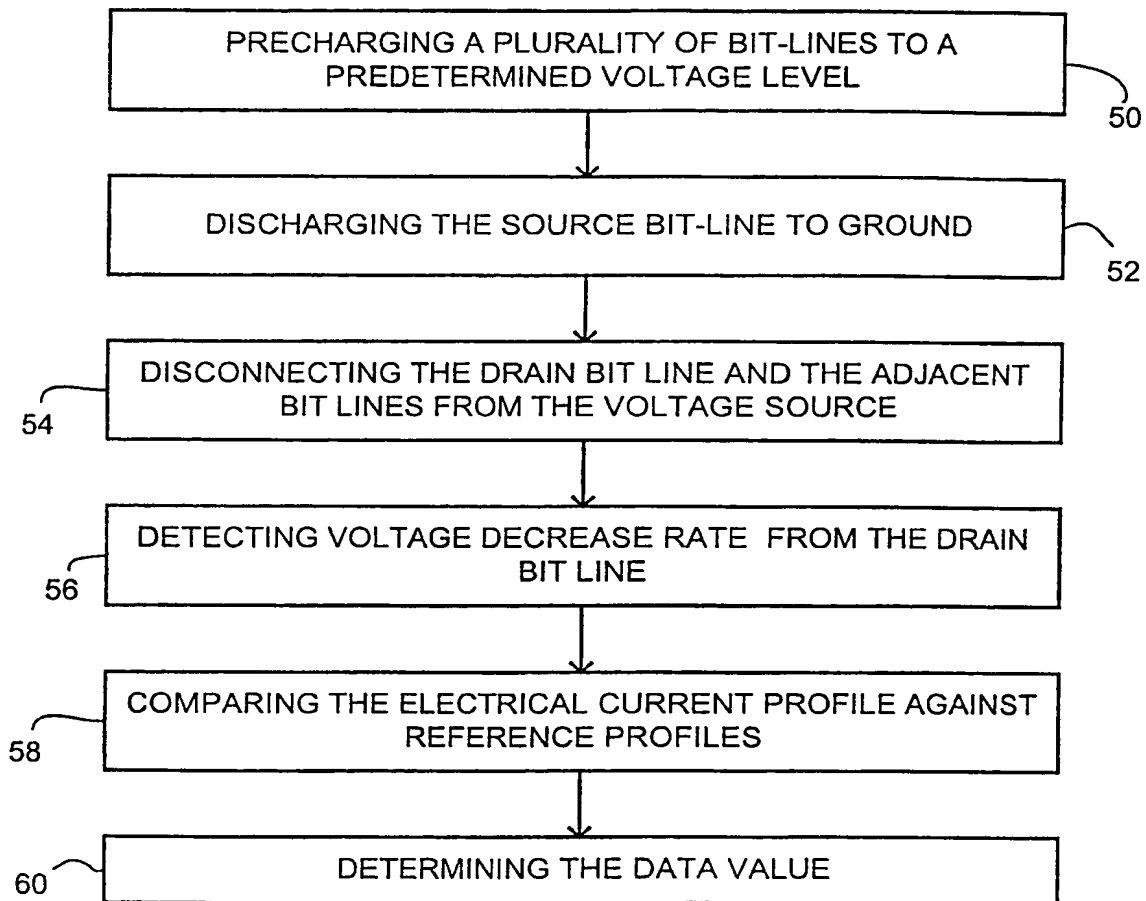 PRECHARGING A PLURALITY OF BIT-LINES TO A
PREDETERMINED VOLTAGE LEVEL
50
DISCHARGING THE SOURCE BIT-LINE TO GROUND
52
DISCONNECTING THE DRAIN BIT LINE AND THE ADJACENT
BIT LINES FROM THE VOLTAGE SOURCE
54
DETECTING VOLTAGE DECREASE RATE FROM THE DRAIN
BIT LINE
56
COMPARING THE ELECTRICAL CURRENT PROFILE AGAINST
REFERENCE PROFILES
58
DETERMINING THE DATA VALUE
60